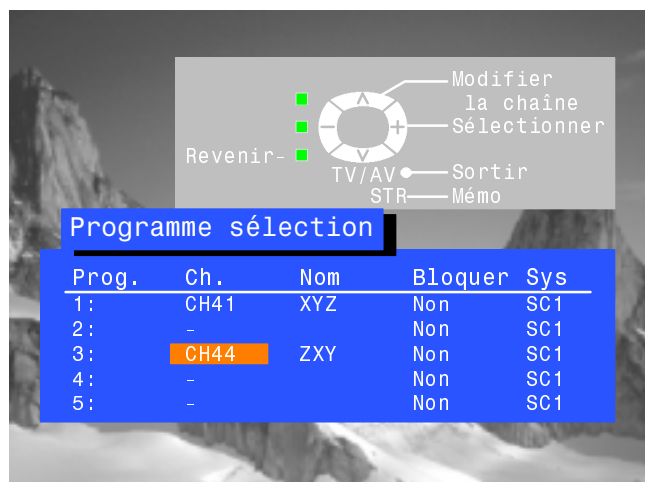 Modifier
la chaîne
Sélectionner
Revenir-
TV/AV Sortir
STR Mémo
Programme sélection
Prog. Ch. Nom Bloquer Sys
1: CH41 XYZ Non SC1
2: - Non SC1
3: CH44 ZXY Non SC1
4: - Non SC1
5: - Non SC1